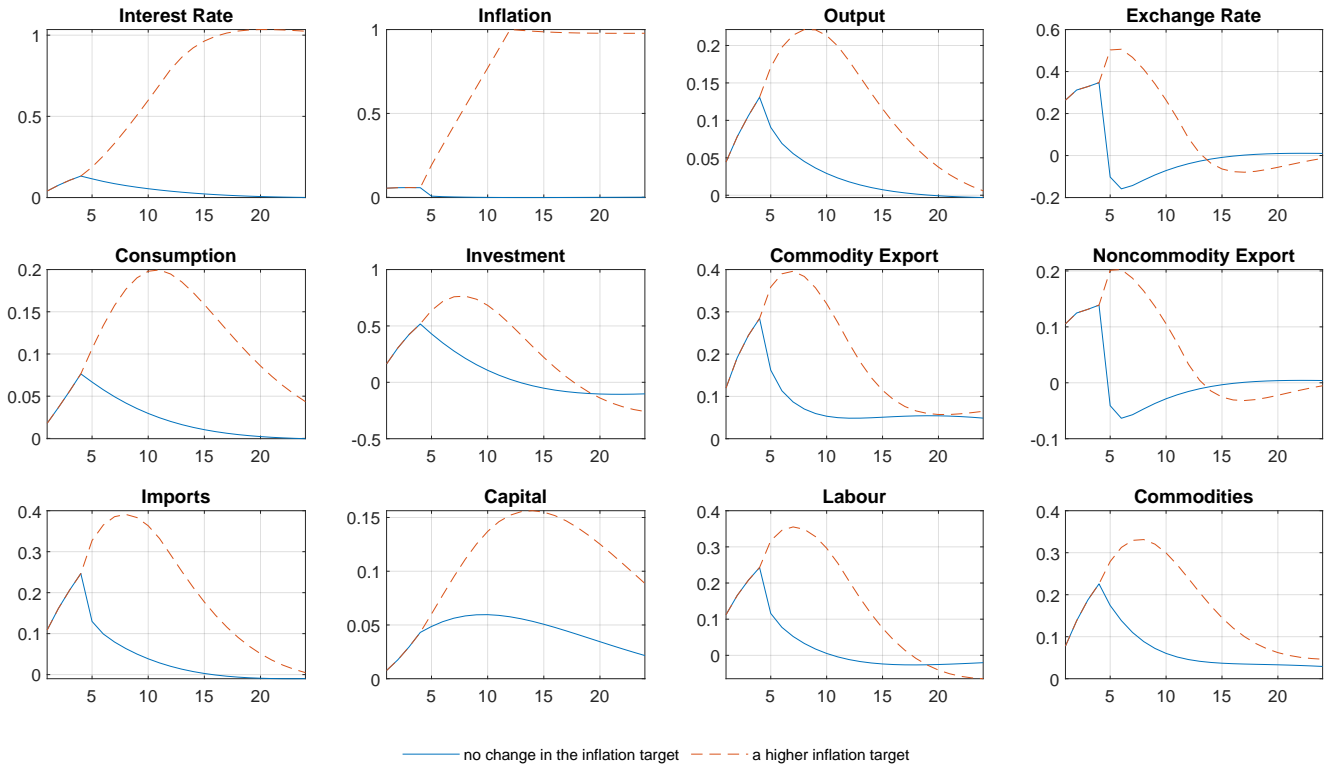 Interest Rate
Inflation
Output
Exchange Rate
1
0.5
0
5 10 15 20
1
0.5
0
5 10 15 20
0.2
0.15
0.1
0.05
0
5 10 15 20
0.6
0.4
0.2
0
-0.2
5 10 15 20
Consumption
Investment
Commodity Export
Noncommodity Export
0.2
0.15
0.1
0.05
0
5 10 15 20
1
0.5
0
-0.5
5 10 15 20
0.4
0.3
0.2
0.1
0
5 10 15 20
0.2
0.1
0
-0.1
5 10 15 20
Imports
Capital
Labour
Commodities
0.4
0.3
0.2
0.1
0
5 10 15 20
0.15
0.1
0.05
0
5 10 15 20
0.4
0.3
0.2
0.1
0
5 10 15 20
0.4
0.3
0.2
0.1
0
5 10 15 20
no change in the inflation target
a higher inflation target